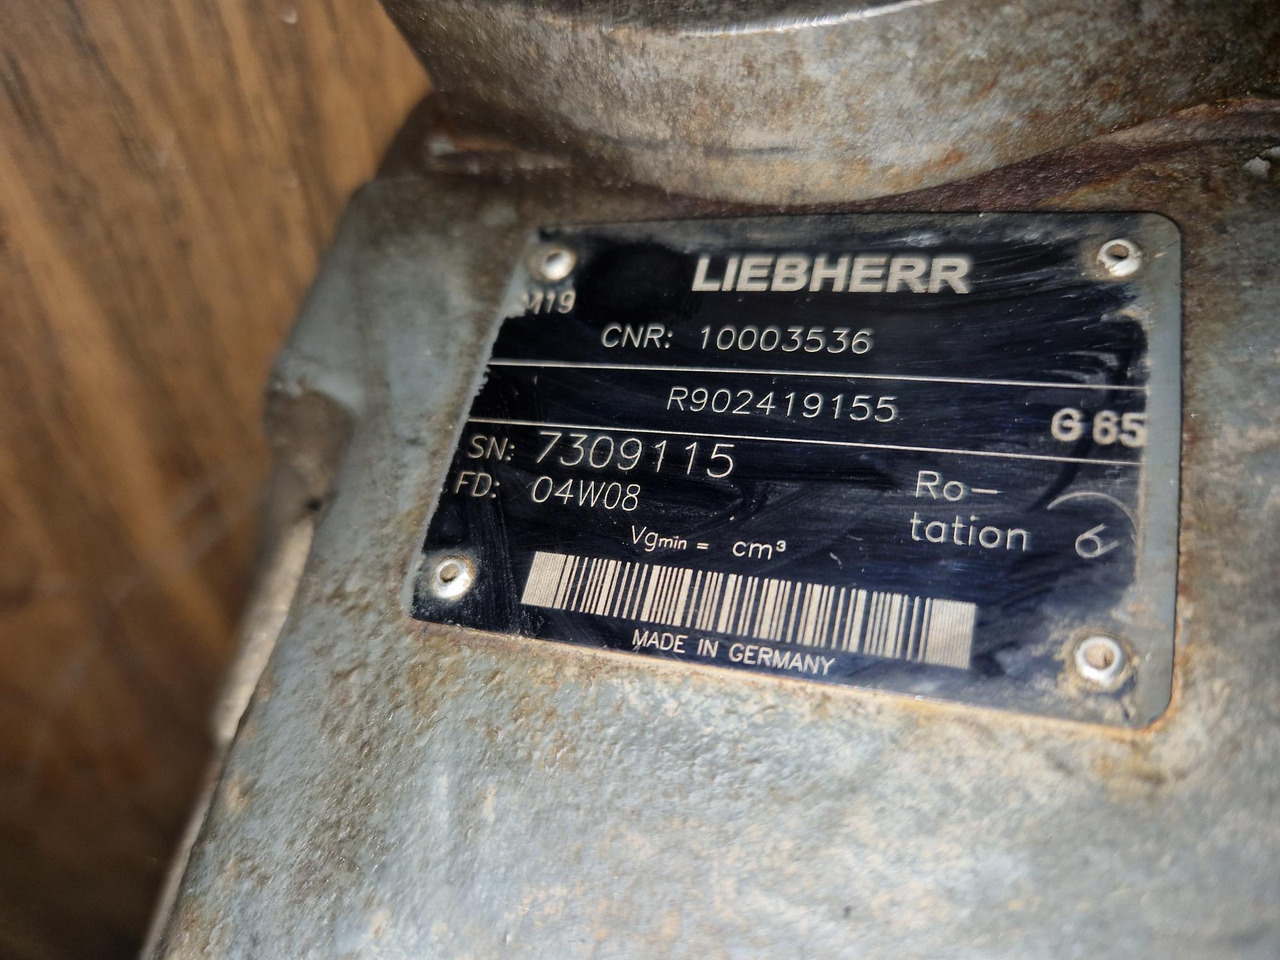 LIEBHERR
M19
CNR: 10003536
R902419155
G 65
SN: 7309115
FD: 04W08
Ro-
tation
Vgmin = cm³
MADE IN GERMANY